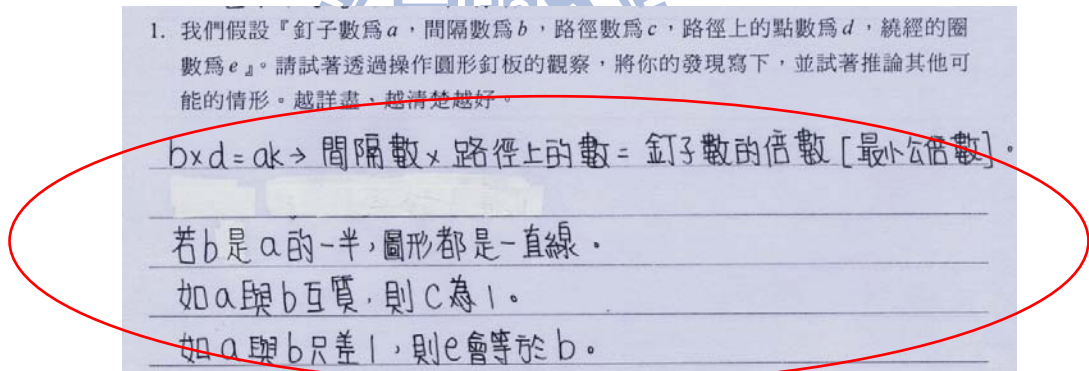 1. 我們假設『釘子數爲a，間隔數爲b，路徑數爲c，路徑上的點數爲d，繞經的圈
數爲e』。請試著透過操作圓形釘板的觀察，將你的發現寫下，並試著推論其他可
能的情形。越詳盡、越清楚越好。
b×d=ak→間隔數×路徑上的數=釘子數的倍數[最小公倍數]。
若b是a的一半，圖形都是一直線。
如a與b互質，則C為1。
如a與b只差1，則e會等於b。